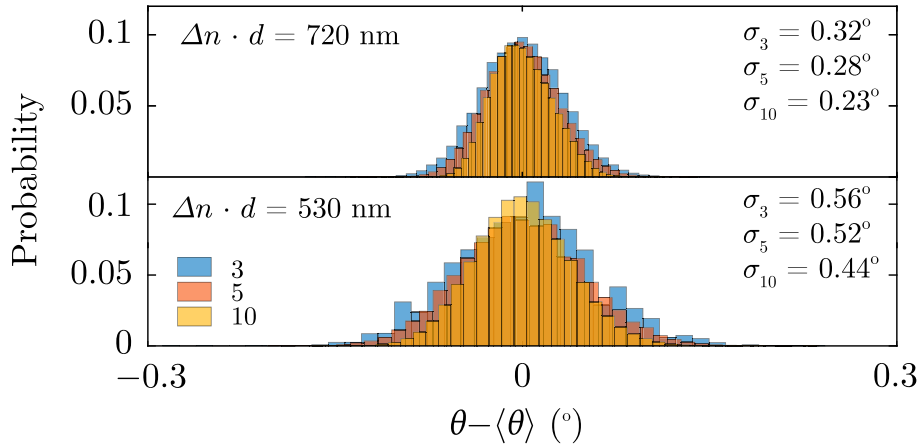 0.1
Δn · d = 720 nm
σ₃ = 0.32°
σ₅ = 0.28°
σ₁₀ = 0.23°
0.05
Probability
0.1
Δn · d = 530 nm
σ₃ = 0.56°
σ₅ = 0.52°
σ₁₀ = 0.44°
0.05
3
5
10
0
−0.3
0
0.3
θ−⟨θ⟩ (°)